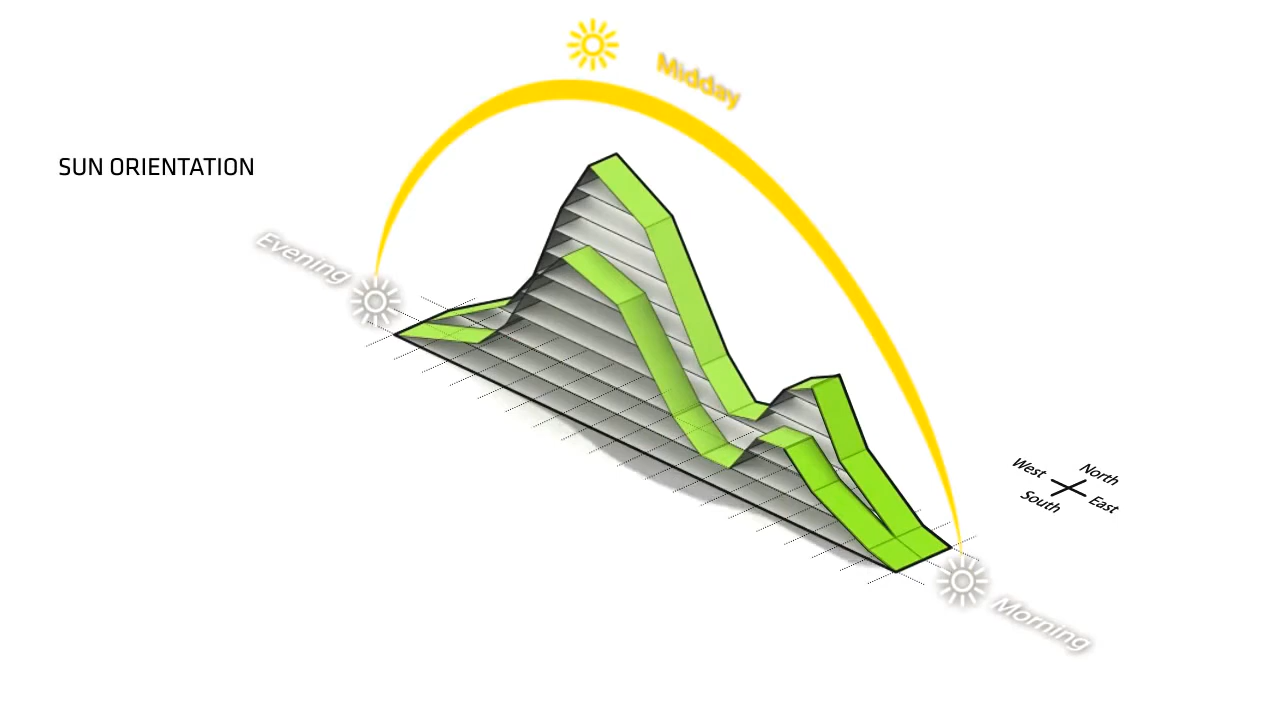 Midday
SUN ORIENTATION
Evening
West
North
South
East
Morning